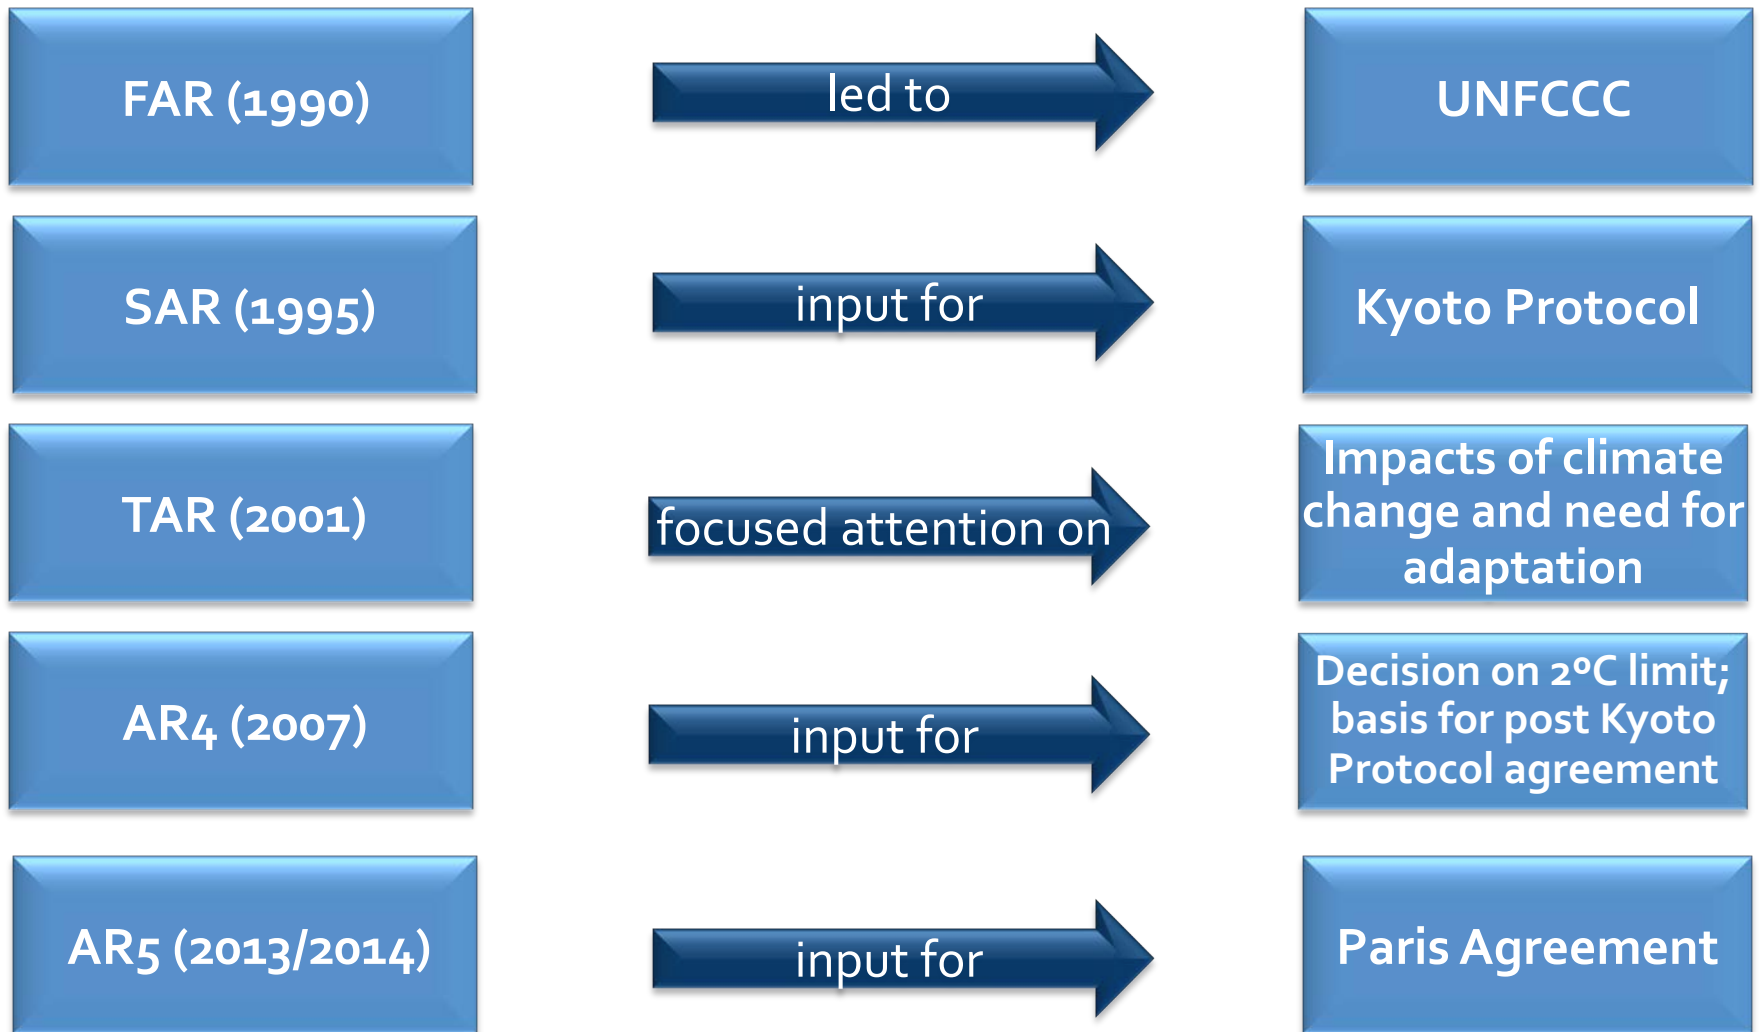 FAR (1990)
led to
UNFCCC
SAR (1995)
input for
Kyoto Protocol
TAR (2001)
focused attention on
Impacts of climate
change and need for
adaptation
AR4 (2007)
input for
Decision on 2ºC limit;
basis for post Kyoto
Protocol agreement
AR5 (2013/2014)
input for
Paris Agreement